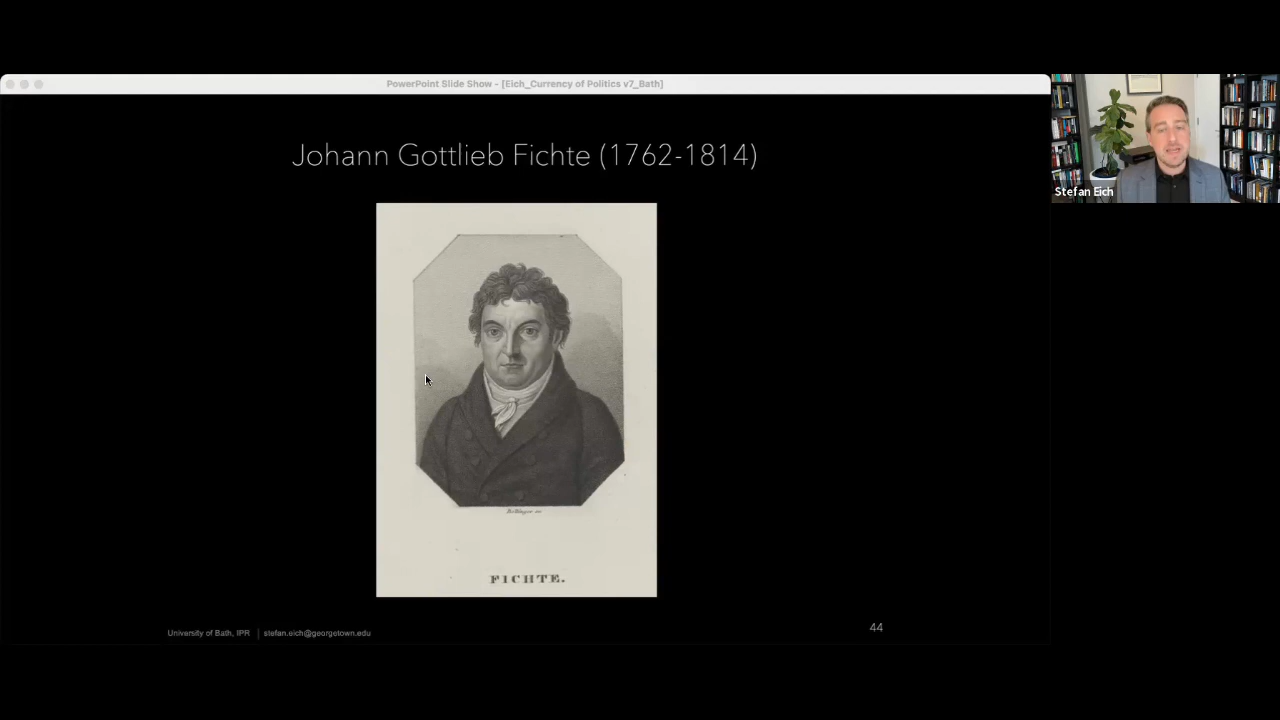 PowerPoint Slide Show - [Eich_Currency of Politics v7_Bath]
Johann Gottlieb Fichte (1762-1814)
Stefan Eich
FICHTE.
University of Bath, IPR | stefan.eich@georgetown.edu
44